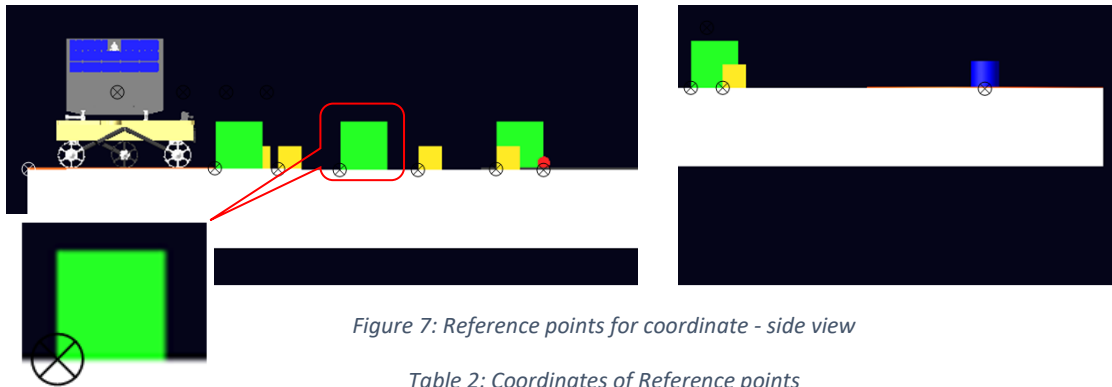 Figure 7: Reference points for coordinate - side view
Table 2: Coordinates of Reference points